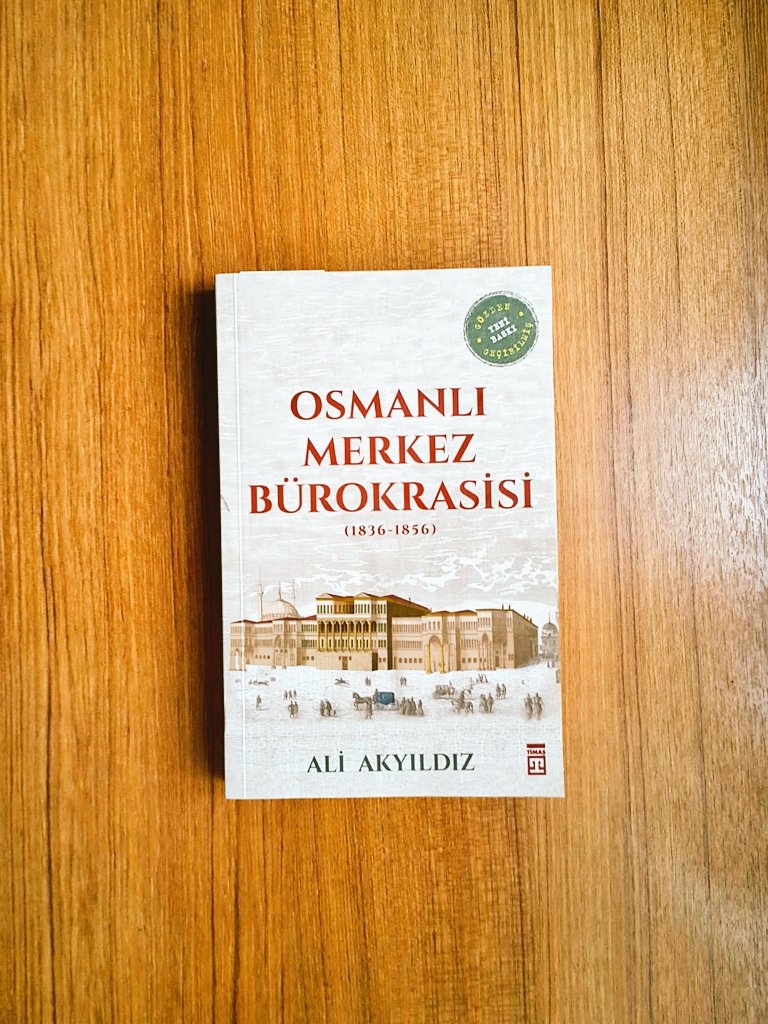 GÖZDEN
YENİ
BASKI
GEÇİRİLMİŞ
OSMANLI
MERKEZ
BÜROKRASİSİ
(1836-1856)
ALİ AKYILDIZ
TİMAŞ